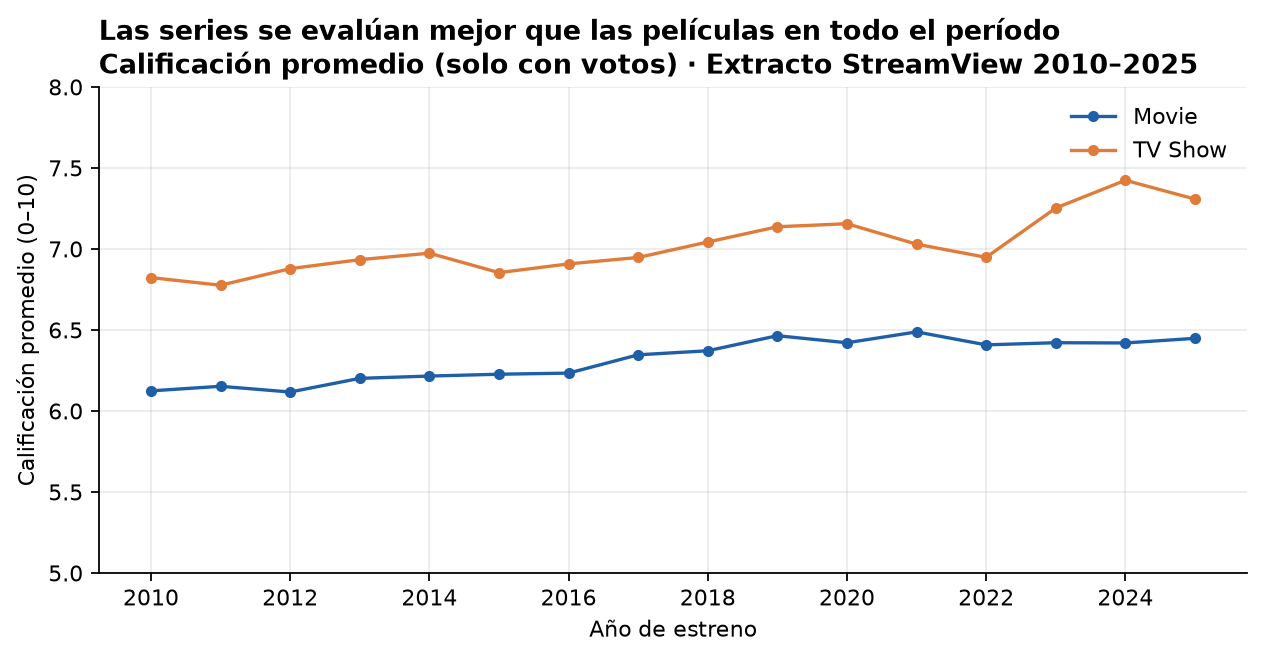 Las series se evalúan mejor que las películas en todo el período
Calificación promedio (solo con votos) · Extracto StreamView 2010–2025
Movie
TV Show
Calificación promedio (0–10)
8.0
7.5
7.0
6.5
6.0
5.5
5.0
2010 2012 2014 2016 2018 2020 2022 2024
Año de estreno